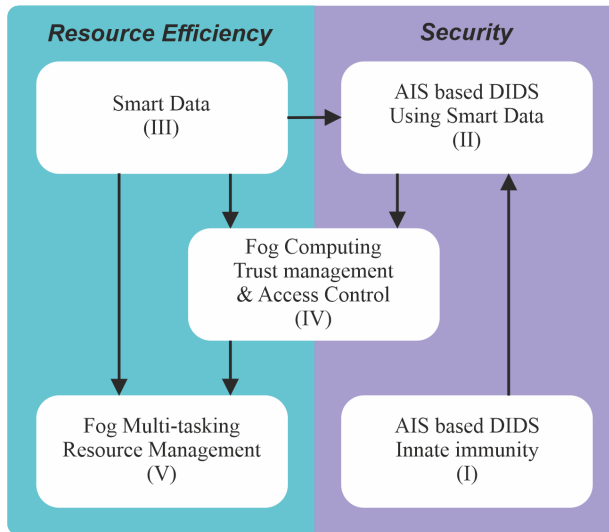 Resource Efficiency
Security
Smart Data
(III)
AIS based DIDS
Using Smart Data
(II)
Fog Computing
Trust management
& Access Control
(IV)
Fog Multi-tasking
Resource Management
(V)
AIS based DIDS
Innate immunity
(I)